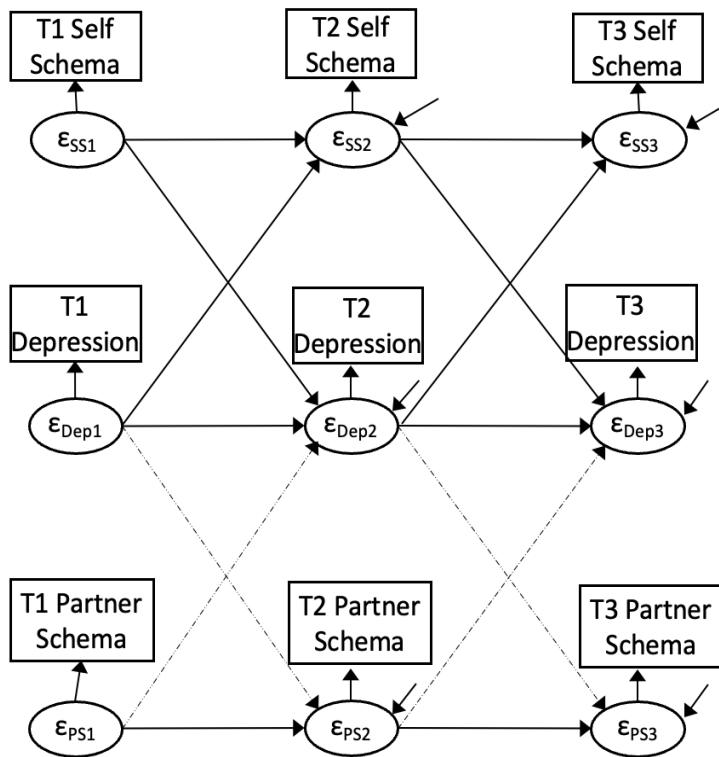 T1 Self
Schema
T2 Self
Schema
T3 Self
Schema
εSS1
εSS2
εSS3
T1
Depression
T2
Depression
T3
Depression
εDep1
εDep2
εDep3
T1 Partner
Schema
T2 Partner
Schema
T3 Partner
Schema
εPS1
εPS2
εPS3